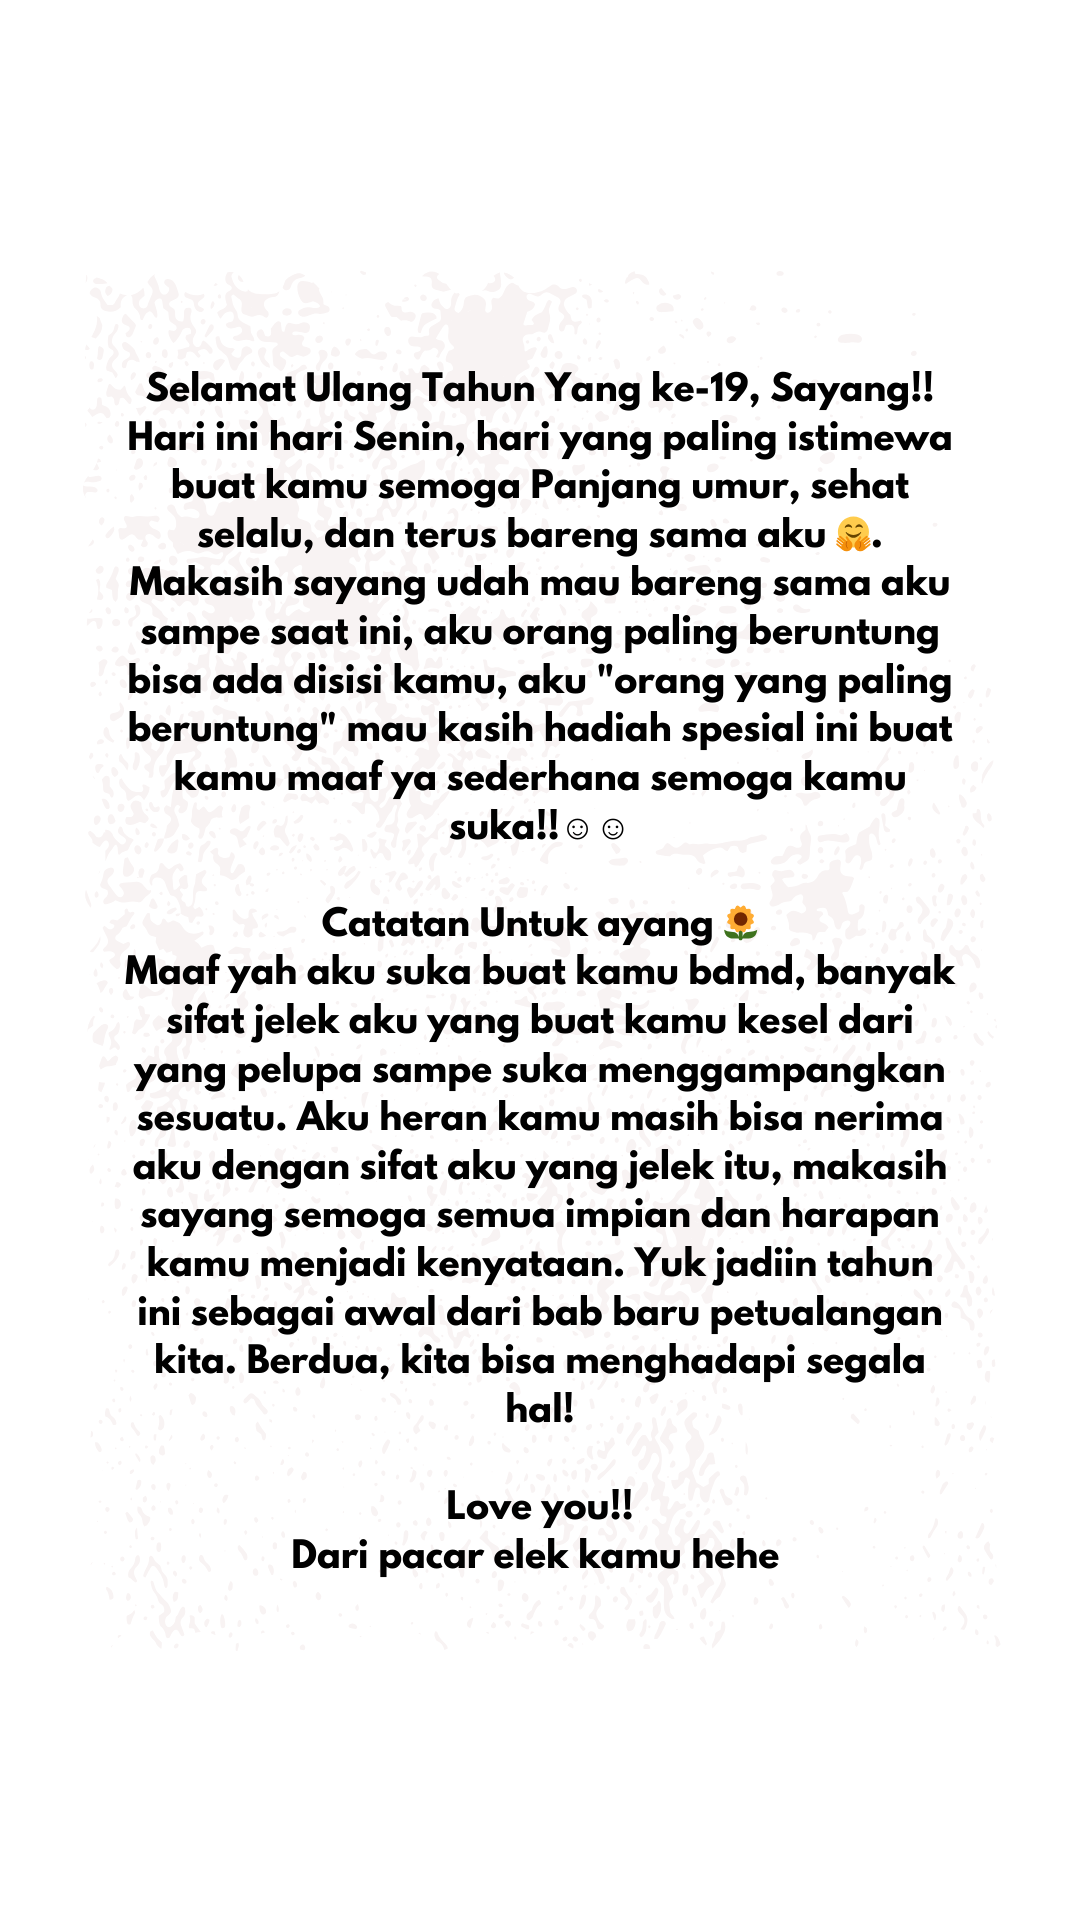 Selamat Ulang Tahun Yang ke-19, Sayang!!
Hari ini hari Senin, hari yang paling istimewa
buat kamu semoga Panjang umur, sehat
selalu, dan terus bareng sama aku 🤗.
Makasih sayang udah mau bareng sama aku
sampe saat ini, aku orang paling beruntung
bisa ada disisi kamu, aku "orang yang paling
beruntung" mau kasih hadiah spesial ini buat
kamu maaf ya sederhana semoga kamu
suka!!☺☺
Catatan Untuk ayang 🌻
Maaf yah aku suka buat kamu bdmd, banyak
sifat jelek aku yang buat kamu kesel dari
yang pelupa sampe suka menggampangkan
sesuatu. Aku heran kamu masih bisa nerima
aku dengan sifat aku yang jelek itu, makasih
sayang semoga semua impian dan harapan
kamu menjadi kenyataan. Yuk jadiin tahun
ini sebagai awal dari bab baru petualangan
kita. Berdua, kita bisa menghadapi segala
hal!
Love you!!
Dari pacar elek kamu hehe